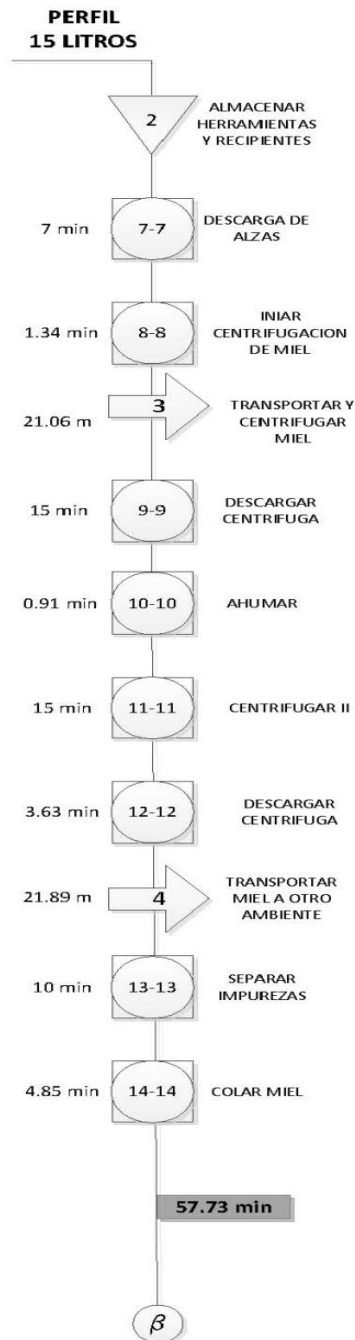 PERFIL
15 LITROS
2
ALMACENAR
HERRAMIENTAS
Y RECIPIENTES
7 min
7-7
DESCARGA DE
ALZAS
1.34 min
8-8
INIAR
CENTRIFUGACION
DE MIEL
21.06 m
3
TRANSPORTAR Y
CENTRIFUGAR
MIEL
15 min
9-9
DESCARGAR
CENTRIFUGA
0.91 min
10-10
AHUMAR
15 min
11-11
CENTRIFUGAR II
3.63 min
12-12
DESCARGAR
CENTRIFUGA
21.89 m
4
TRANSPORTAR
MIEL A OTRO
AMBIENTE
10 min
13-13
SEPARAR
IMPUREZAS
4.85 min
14-14
COLAR MIEL
57.73 min
β